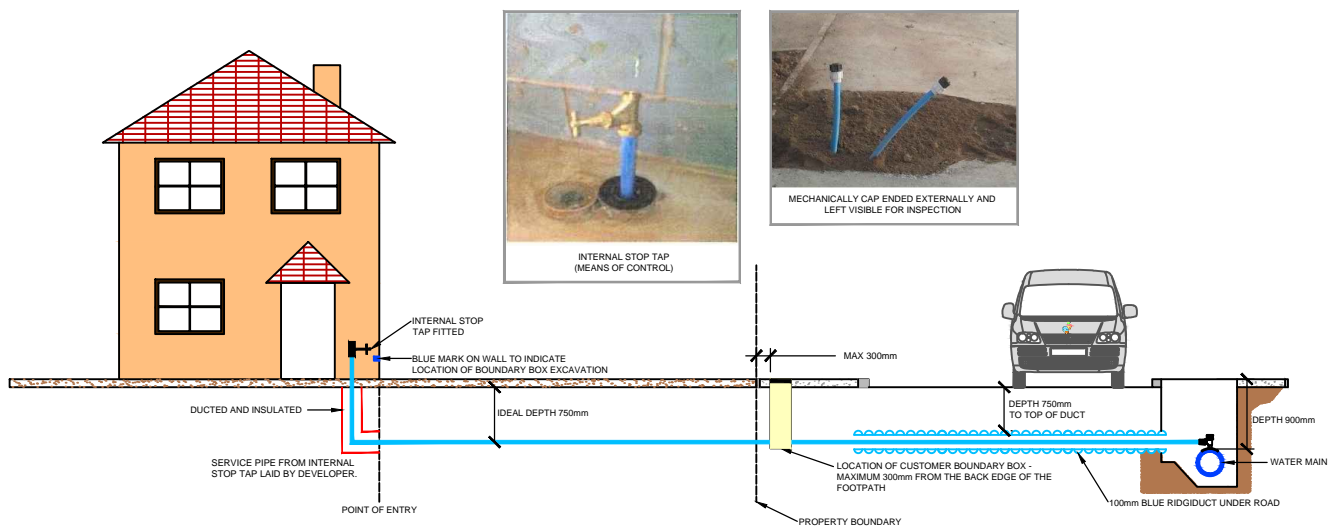 INTERNAL STOP TAP
(MEANS OF CONTROL)
MECHANICALLY CAP ENDED EXTERNALLY AND
LEFT VISIBLE FOR INSPECTION
INTERNAL STOP
TAP FITTED
BLUE MARK ON WALL TO INDICATE
LOCATION OF BOUNDARY BOX EXCAVATION
MAX 300mm
DUCTED AND INSULATED
IDEAL DEPTH 750mm
DEPTH 750mm
TO TOP OF DUCT
DEPTH 900mm
SERVICE PIPE FROM INTERNAL
STOP TAP LAID BY DEVELOPER.
LOCATION OF CUSTOMER BOUNDARY BOX -
MAXIMUM 300mm FROM THE BACK EDGE OF THE
FOOTPATH
WATER MAIN
100mm BLUE RIDGIDUCT UNDER ROAD
POINT OF ENTRY
PROPERTY BOUNDARY